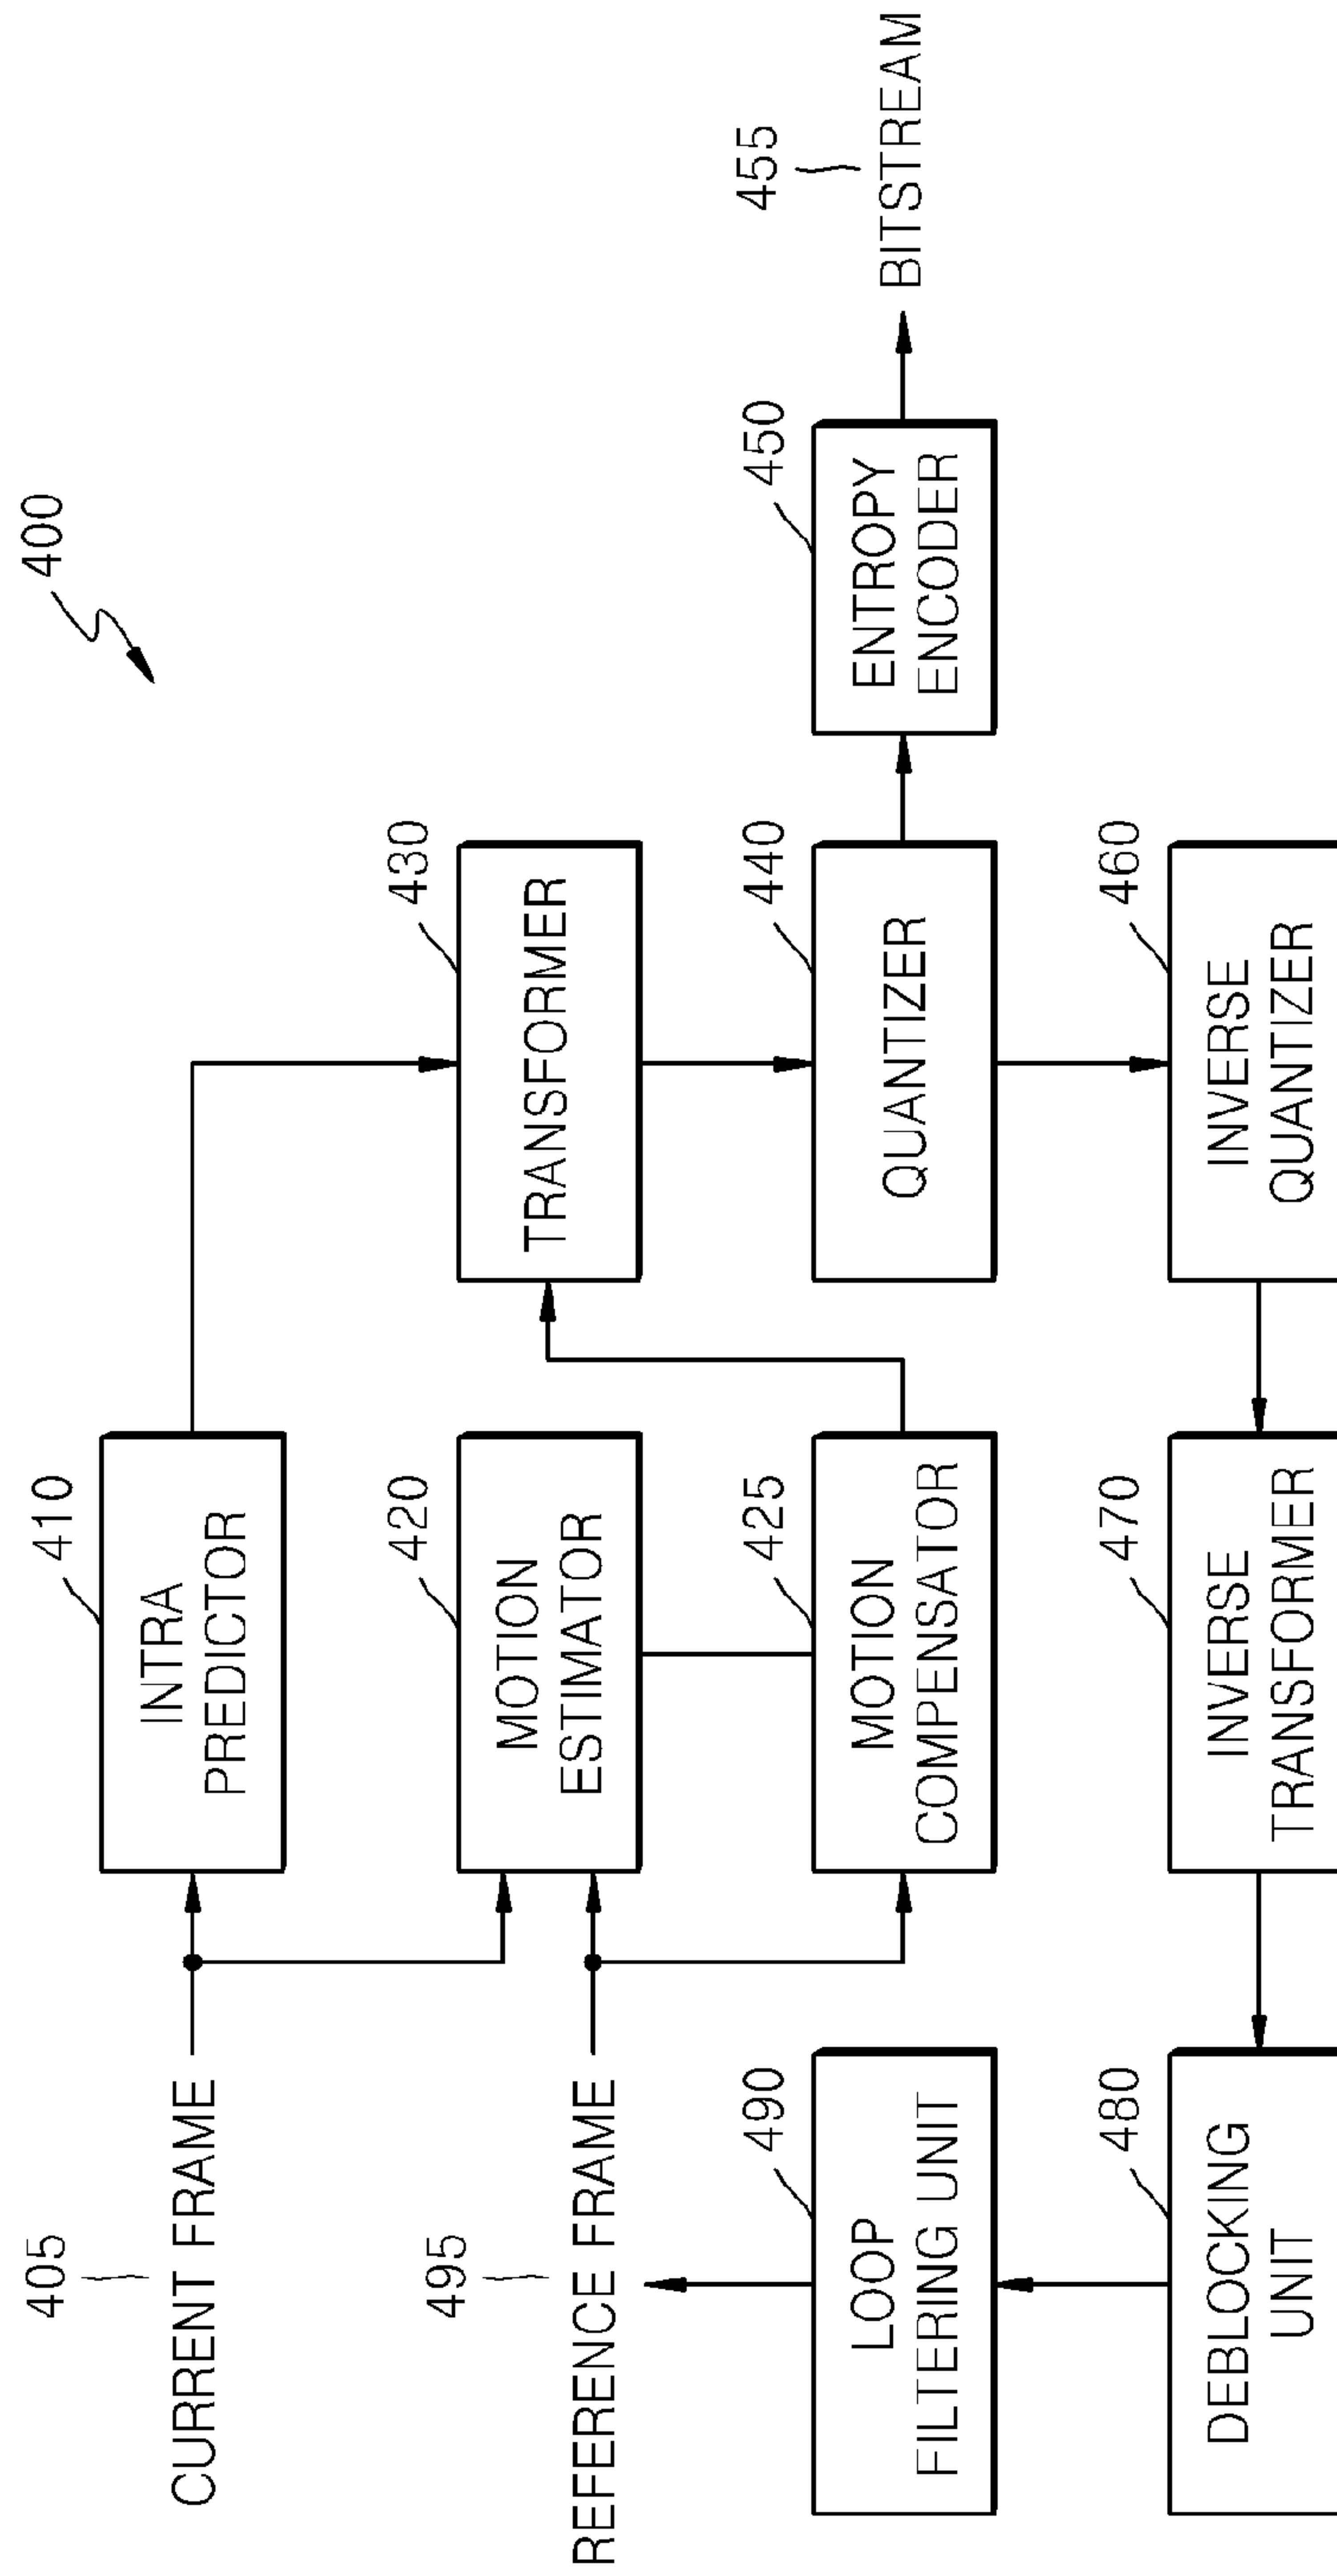 400
405
CURRENT FRAME
410
INTRA
PREDICTOR
495
REFERENCE FRAME
420
MOTION
ESTIMATOR
430
TRANSFORMER
490
LOOP
FILTERING UNIT
425
MOTION
COMPENSATOR
440
QUANTIZER
450
ENTROPY
ENCODER
455
BITSTREAM
480
DEBLOCKING
UNIT
470
INVERSE
TRANSFORMER
460
INVERSE
QUANTIZER